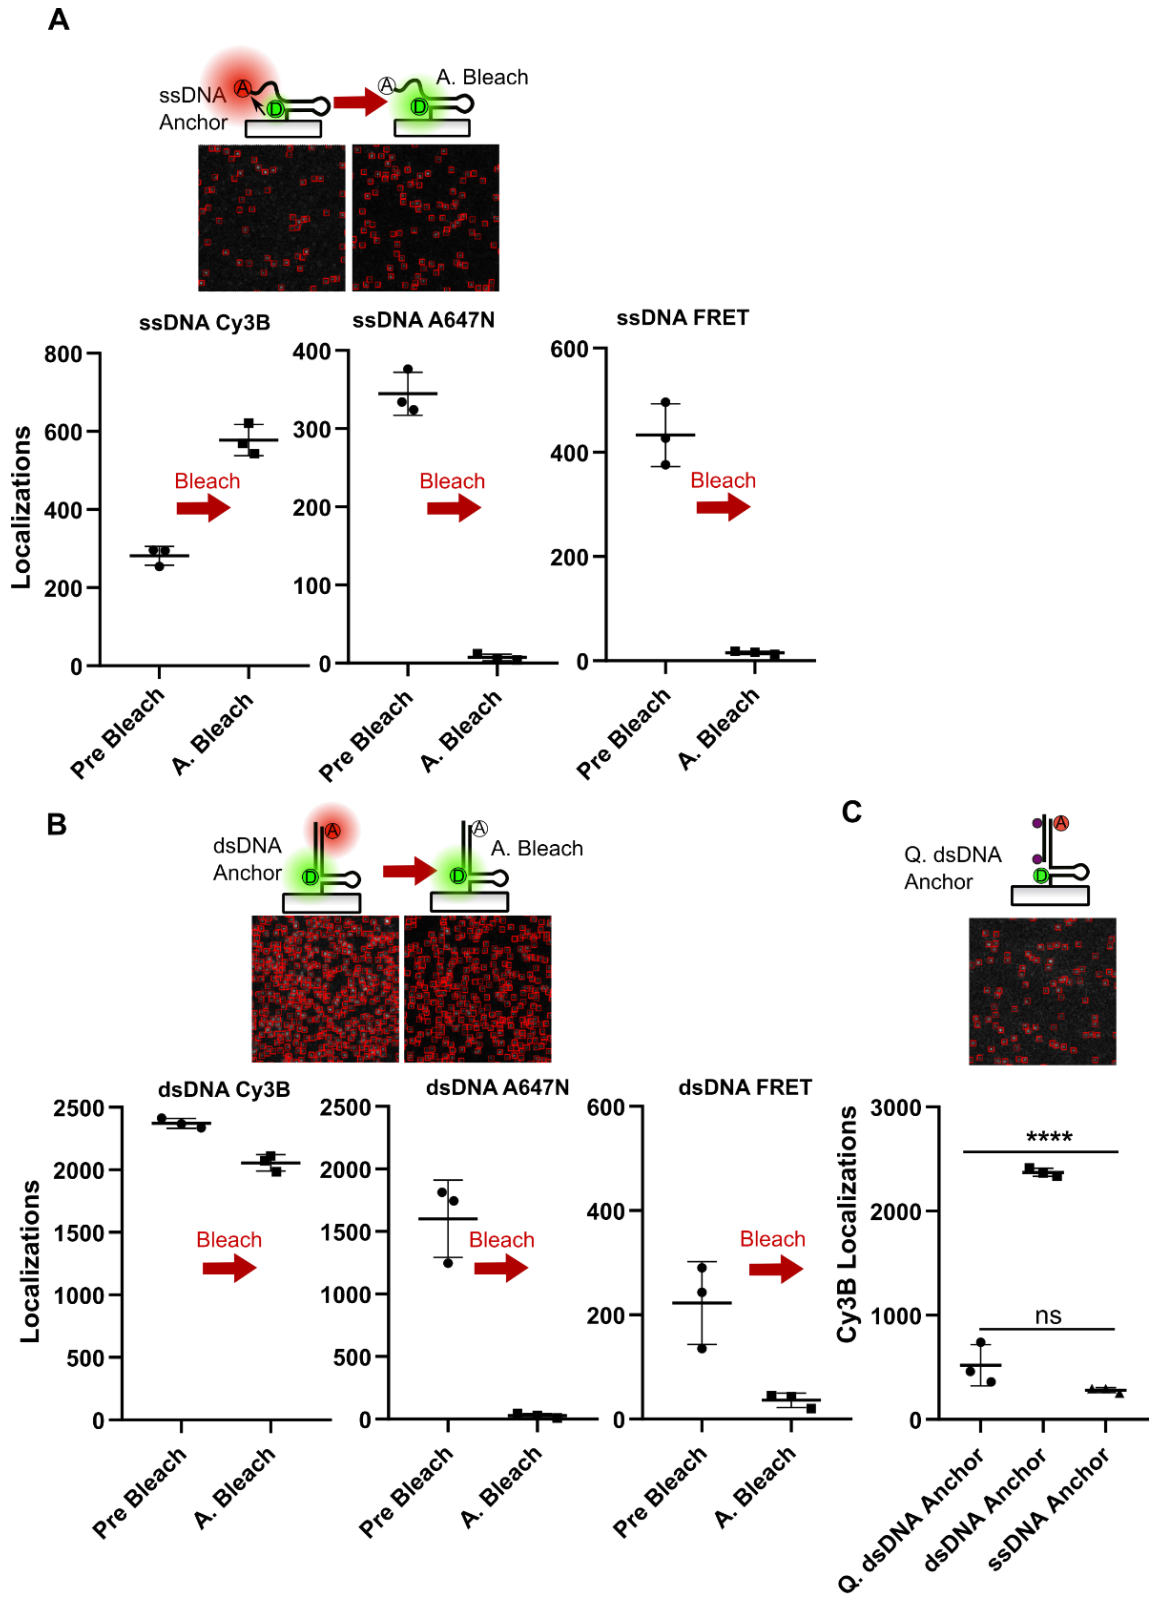 A
ssDNA
Anchor
A
D
A
D
A. Bleach
ssDNA Cy3B
ssDNA A647N
ssDNA FRET
Localizations
800
600
400
200
0
Bleach
Pre Bleach
A. Bleach
400
300
200
100
0
Bleach
Pre Bleach
A. Bleach
600
400
200
0
Bleach
Pre Bleach
A. Bleach
B
dsDNA
Anchor
A
D
A
D
A. Bleach
dsDNA Cy3B
dsDNA A647N
dsDNA FRET
Localizations
2500
2000
1500
1000
500
0
Bleach
Pre Bleach
A. Bleach
2500
2000
1500
1000
500
0
Bleach
Pre Bleach
A. Bleach
600
400
200
0
Bleach
Pre Bleach
A. Bleach
C
Q. dsDNA
Anchor
A
D
Cy3B Localizations
3000
2000
1000
0
****
ns
Q. dsDNA Anchor
dsDNA Anchor
ssDNA Anchor